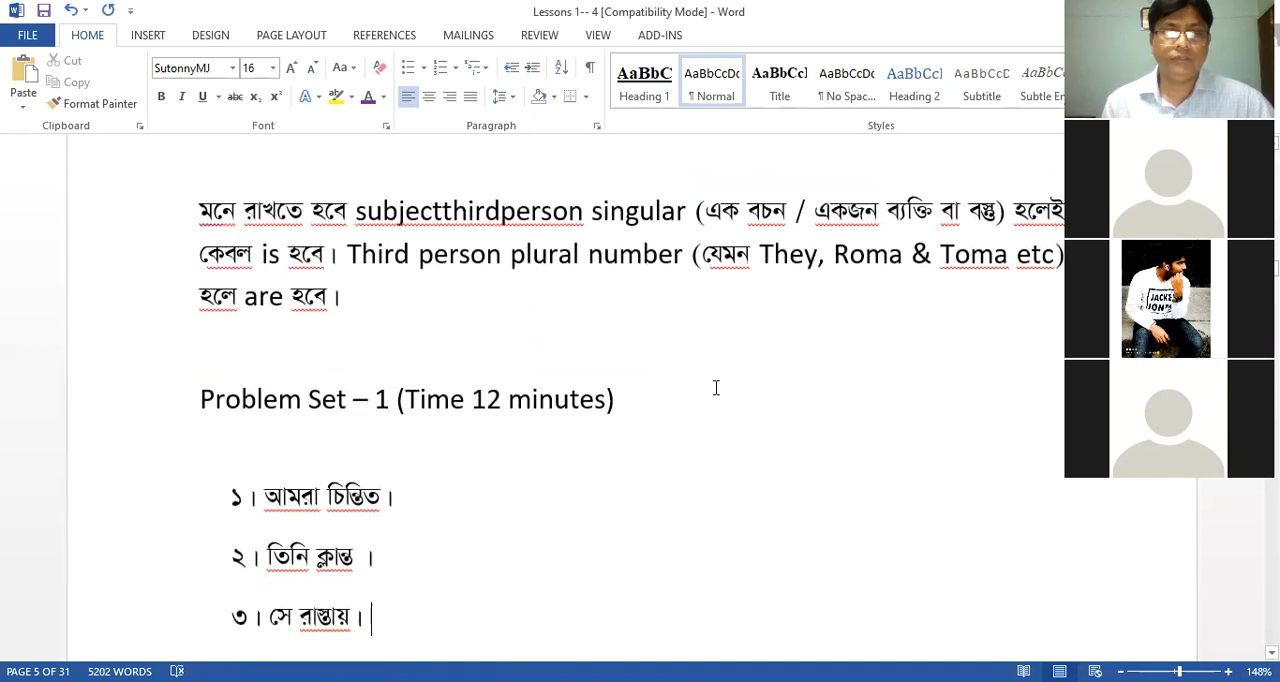 Lessons 1-- 4 [Compatibility Mode] - Word
FILE HOME INSERT DESIGN PAGE LAYOUT REFERENCES MAILINGS REVIEW VIEW ADD-INS
Cut
Copy
Paste
Format Painter
SutonnyMJ 16
AaBbC AaBbCcDc AaBbCcl AaBbCcDc AaBbCcl AaBbCcD AaBbCcD
Heading 1 ¶ Normal Title ¶ No Spac... Heading 2 Subtitle Subtle En
Clipboard Font Paragraph Styles
মনে রাখতে হবে subjectthirdperson singular (এক বচন / একজন ব্যক্তি বা বস্তু) হলেই
কেবল is হবে। Third person plural number (যেমন They, Roma & Toma etc)
হলে are হবে।
Problem Set – 1 (Time 12 minutes)
১। আমরা চিন্তিত।
২। তিনি ক্লান্ত ।
৩। সে রাস্তায়।
JACKE
JON
PAGE 5 OF 31 5202 WORDS 148%